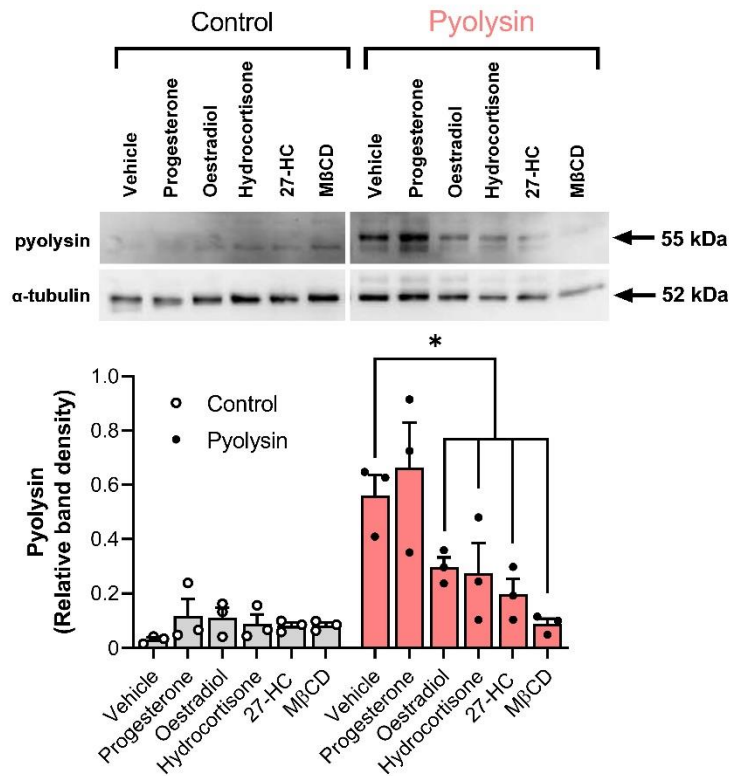 Control
Pyolysin
Vehicle
Progesterone
Oestradiol
Hydrocortisone
27-HC
MβCD
Vehicle
Progesterone
Oestradiol
Hydrocortisone
27-HC
MβCD
pyolysin
55 kDa
α-tubulin
52 kDa
*
Pyolysin
(Relative band density)
1.0
0.8
0.6
0.4
0.2
0
Control
Pyolysin
Vehicle
Progesterone
Oestradiol
Hydrocortisone
27-HC
MβCD
Vehicle
Progesterone
Oestradiol
Hydrocortisone
27-HC
MβCD